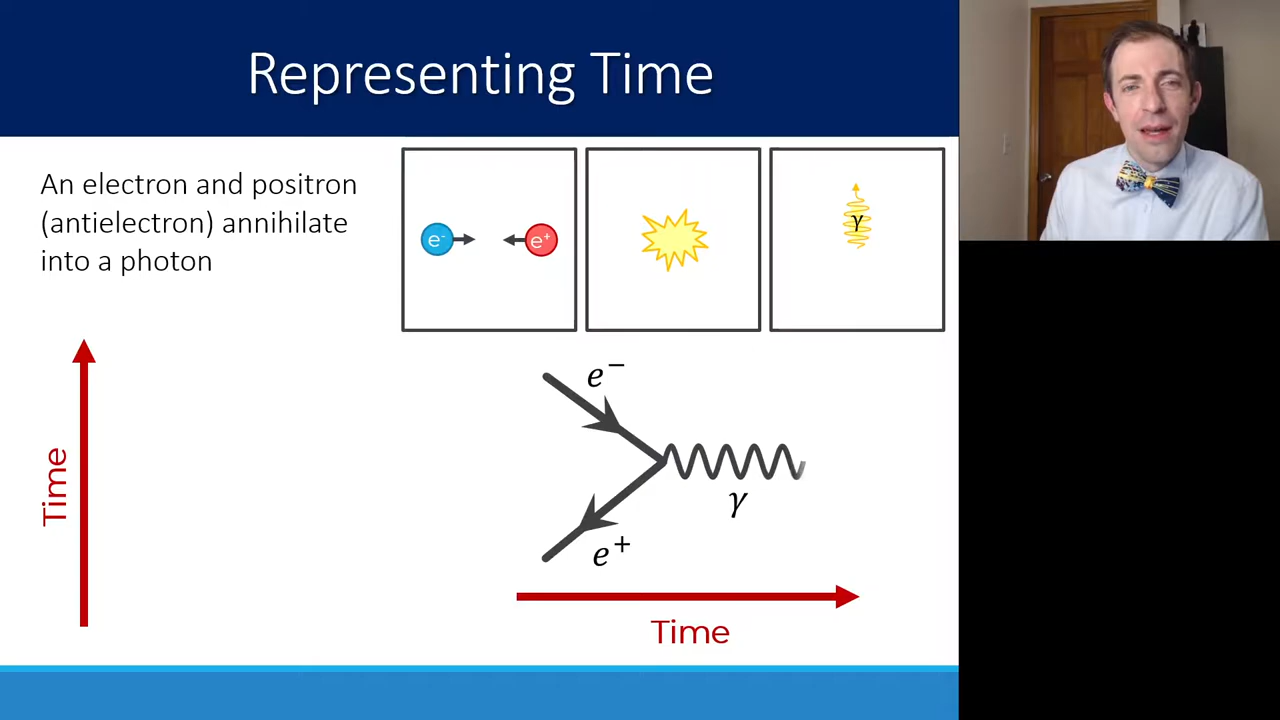 Representing Time
An electron and positron
(antielectron) annihilate
into a photon
e-
e+
γ
e−
γ
e+
Time
Time